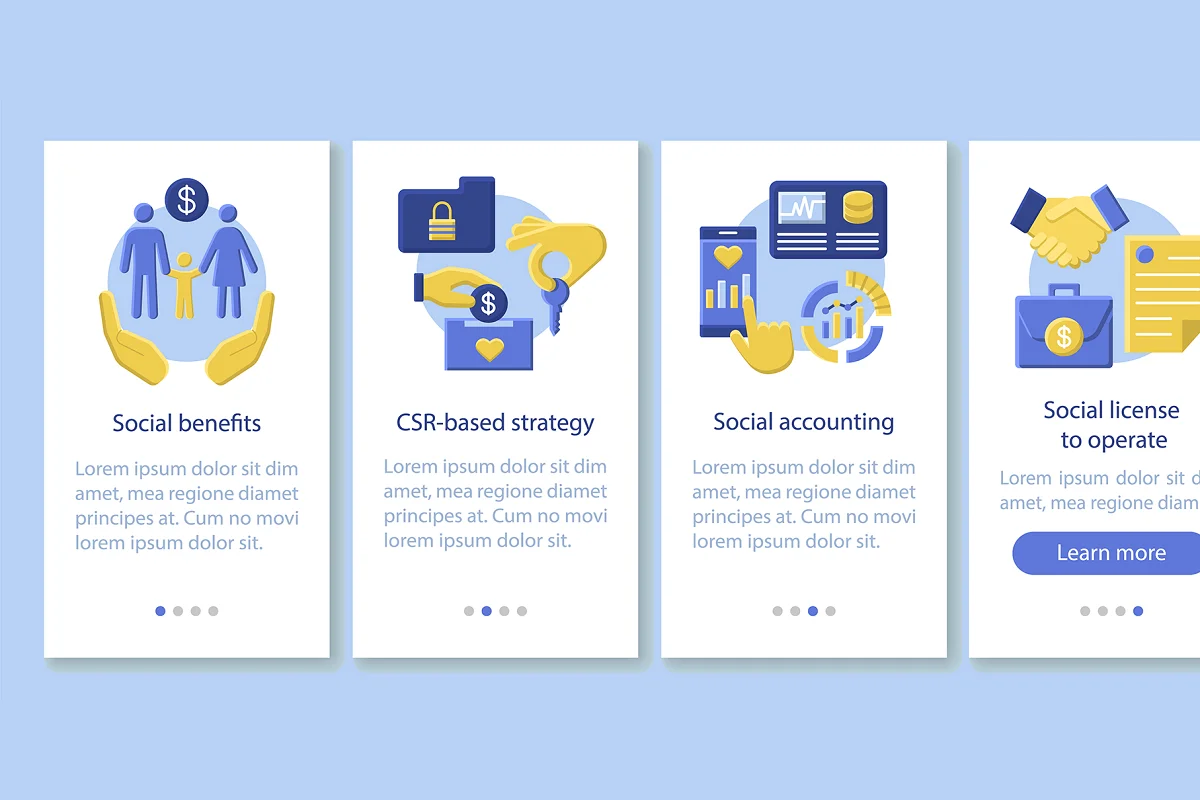 $
Social benefits
Lorem ipsum dolor sit dim
amet, mea regione diamet
principes at. Cum no movi
lorem ipsum dolor sit.
$
CSR-based strategy
Lorem ipsum dolor sit dim
amet, mea regione diamet
principes at. Cum no movi
lorem ipsum dolor sit.
Social accounting
Lorem ipsum dolor sit dim
amet, mea regione diamet
principes at. Cum no movi
lorem ipsum dolor sit.
$
Social license
to operate
Lorem ipsum dolor sit d
amet, mea regione diam
Learn more